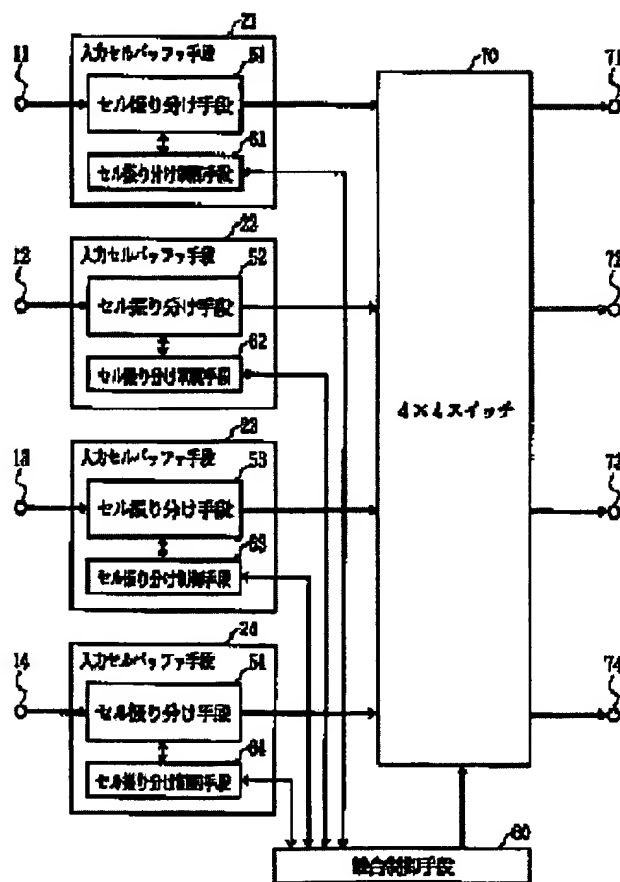 21
11
入力セルバッファ手段
51
セル振り分け手段
61
セル振り分け制御手段
70
71
22
12
入力セルバッファ手段
52
セル振り分け手段
62
セル振り分け制御手段
72
4×4スイッチ
23
13
入力セルバッファ手段
53
セル振り分け手段
63
セル振り分け制御手段
73
24
14
入力セルバッファ手段
54
セル振り分け手段
64
セル振り分け制御手段
74
80
総合制御手段